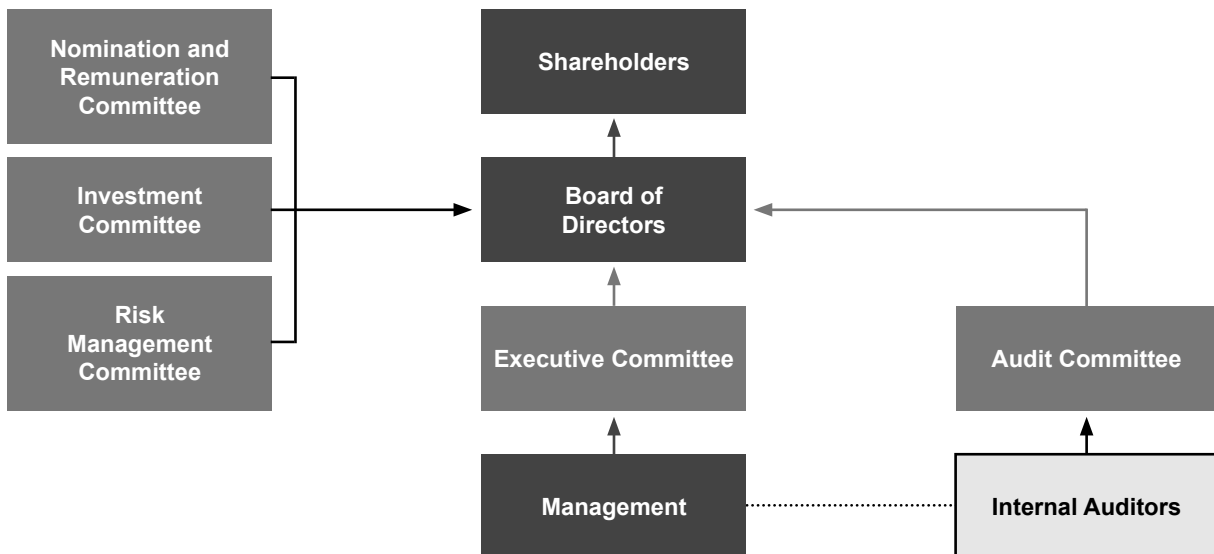 Nomination and
Remuneration
Committee
Shareholders
Investment
Committee
Board of
Directors
Risk
Management
Committee
Executive Committee
Audit Committee
Management
Internal Auditors